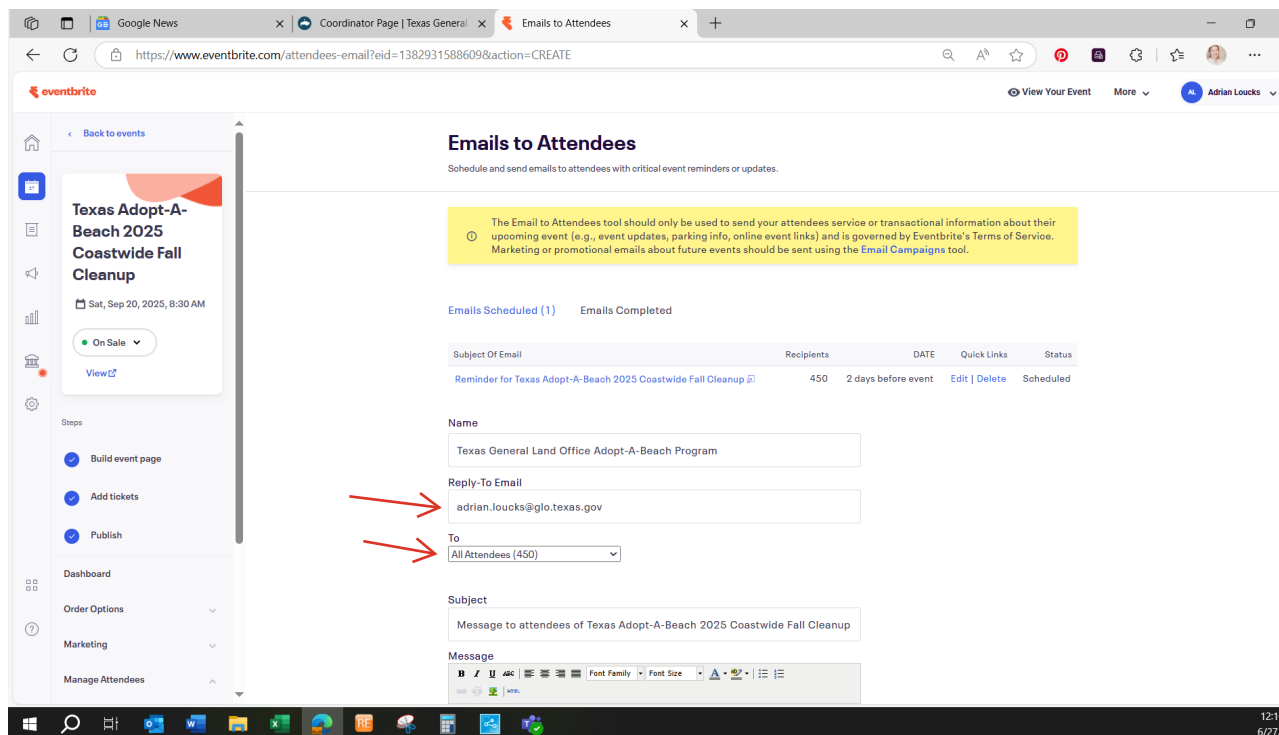 Google News
Coordinator Page | Texas General
Emails to Attendees
https://www.eventbrite.com/attendees-email?eid=1382931588609&action=CREATE
eventbrite
View Your Event
More
AL
Adrian Loucks
Back to events
Texas Adopt-A-
Beach 2025
Coastwide Fall
Cleanup
Sat, Sep 20, 2025, 8:30 AM
On Sale
View
Steps
Build event page
Add tickets
Publish
Dashboard
Order Options
Marketing
Manage Attendees
Emails to Attendees
Schedule and send emails to attendees with critical event reminders or updates.
The Email to Attendees tool should only be used to send your attendees service or transactional information about their
upcoming event (e.g., event updates, parking info, online event links) and is governed by Eventbrite's Terms of Service.
Marketing or promotional emails about future events should be sent using the Email Campaigns tool.
Emails Scheduled (1) Emails Completed
Subject Of Email Recipients DATE Quick Links Status
Reminder for Texas Adopt-A-Beach 2025 Coastwide Fall Cleanup 450 2 days before event Edit | Delete Scheduled
Name
Texas General Land Office Adopt-A-Beach Program
Reply-To Email
adrian.loucks@glo.texas.gov
To
All Attendees (450)
Subject
Message to attendees of Texas Adopt-A-Beach 2025 Coastwide Fall Cleanup
Message
B I U ABC Font Family Font Size A ab
HTML
12:1
6/27